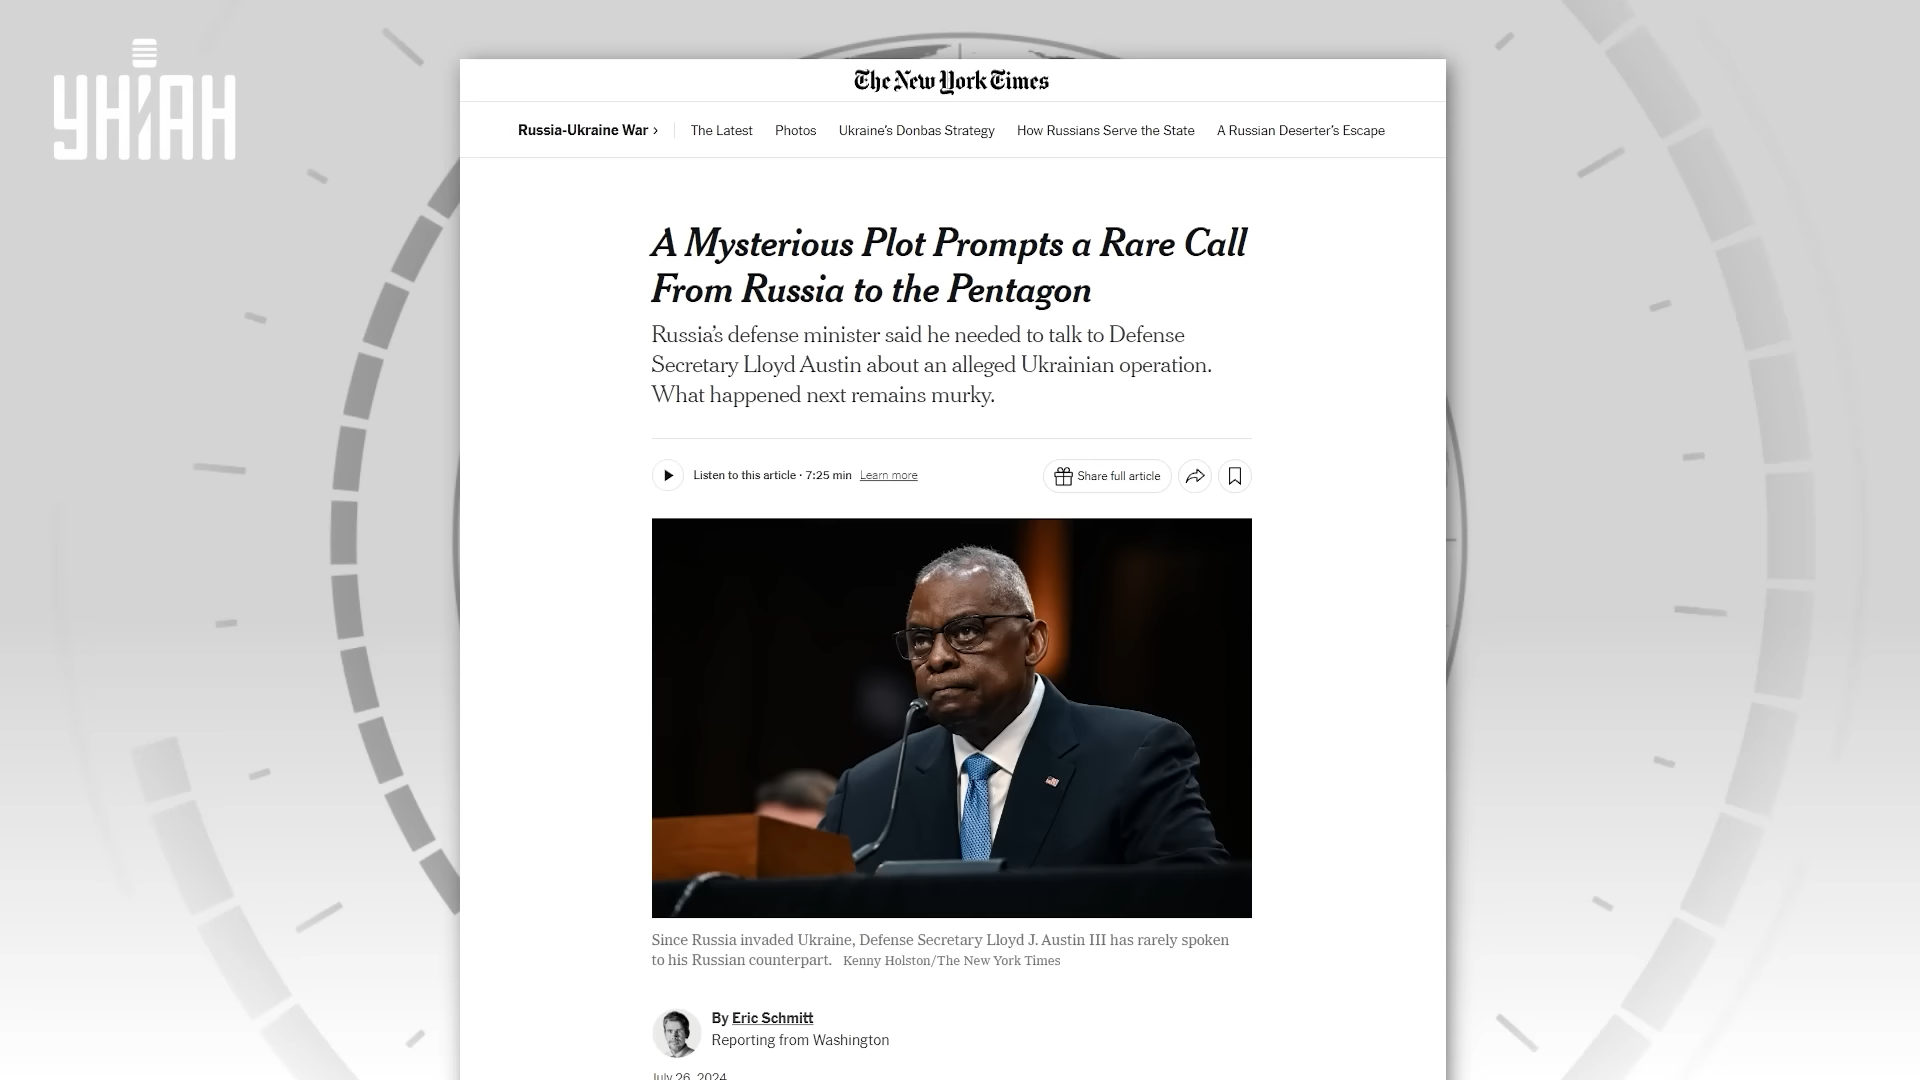 УНІАН
The New York Times
Russia-Ukraine War ›
The Latest
Photos
Ukraine’s Donbas Strategy
How Russians Serve the State
A Russian Deserter’s Escape
A Mysterious Plot Prompts a Rare Call
From Russia to the Pentagon
Russia’s defense minister said he needed to talk to Defense
Secretary Lloyd Austin about an alleged Ukrainian operation.
What happened next remains murky.
Listen to this article · 7:25 min Learn more
Share full article
Since Russia invaded Ukraine, Defense Secretary Lloyd J. Austin III has rarely spoken
to his Russian counterpart. Kenny Holston/The New York Times
By Eric Schmitt
Reporting from Washington
July 26, 2024